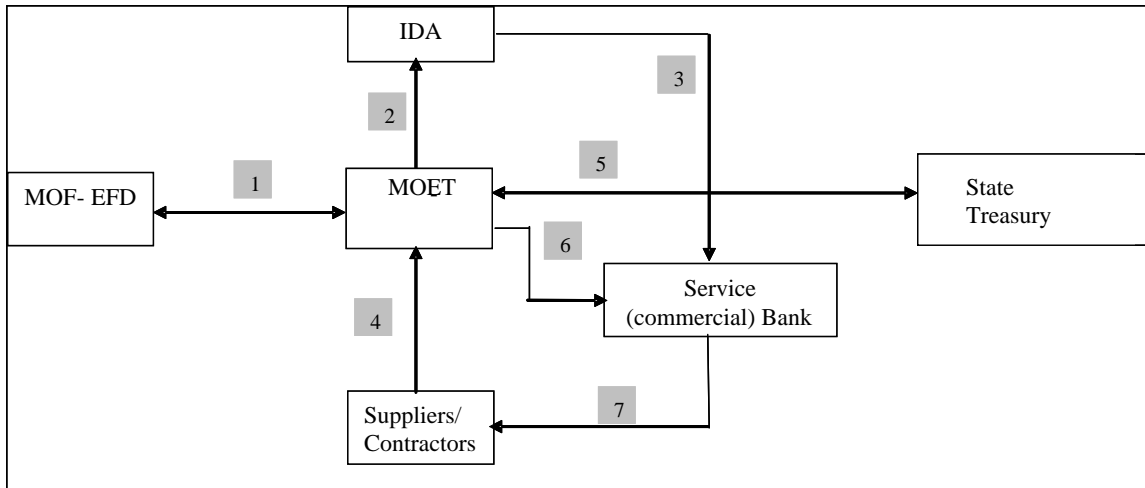 IDA
3
2
5
1
MOF- EFD
MOET
State
Treasury
6
Service
(commercial) Bank
4
Suppliers/
Contractors
7